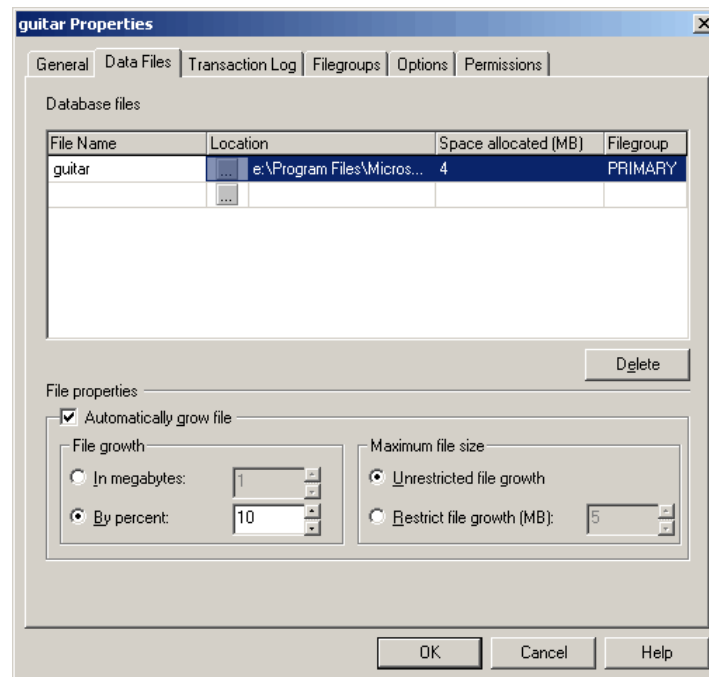 guitar Properties
General Data Files Transaction Log Filegroups Options Permissions
Database files
File Name Location Space allocated (MB) Filegroup
guitar ... e:\Program Files\Micros... 4 PRIMARY
...
Delete
File properties
Automatically grow file
File growth Maximum file size
In megabytes: 1 Unrestricted file growth
By percent: 10 Restrict file growth (MB): 5
OK Cancel Help